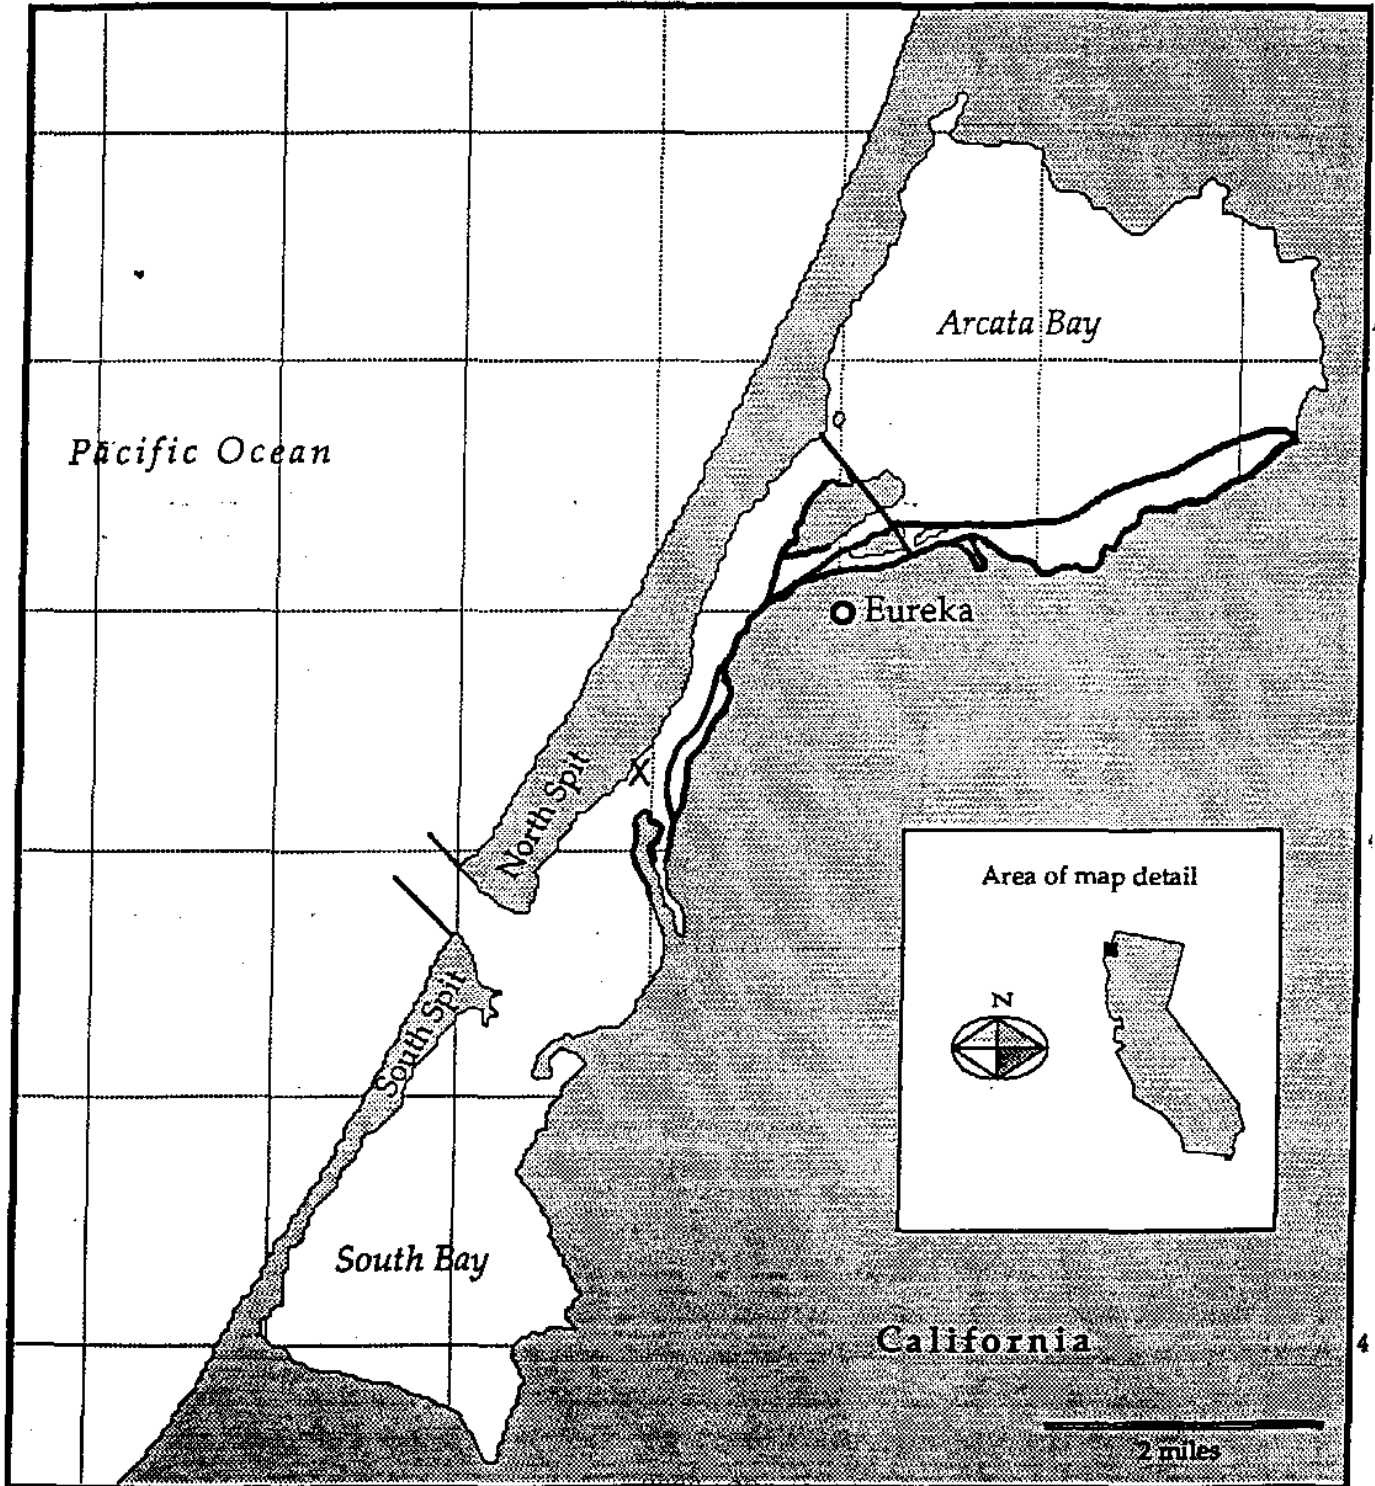 Arcata Bay
Pacific Ocean
Eureka
North Spit
X
Area of map detail
N
South Spit
South Bay
California
4
2 miles